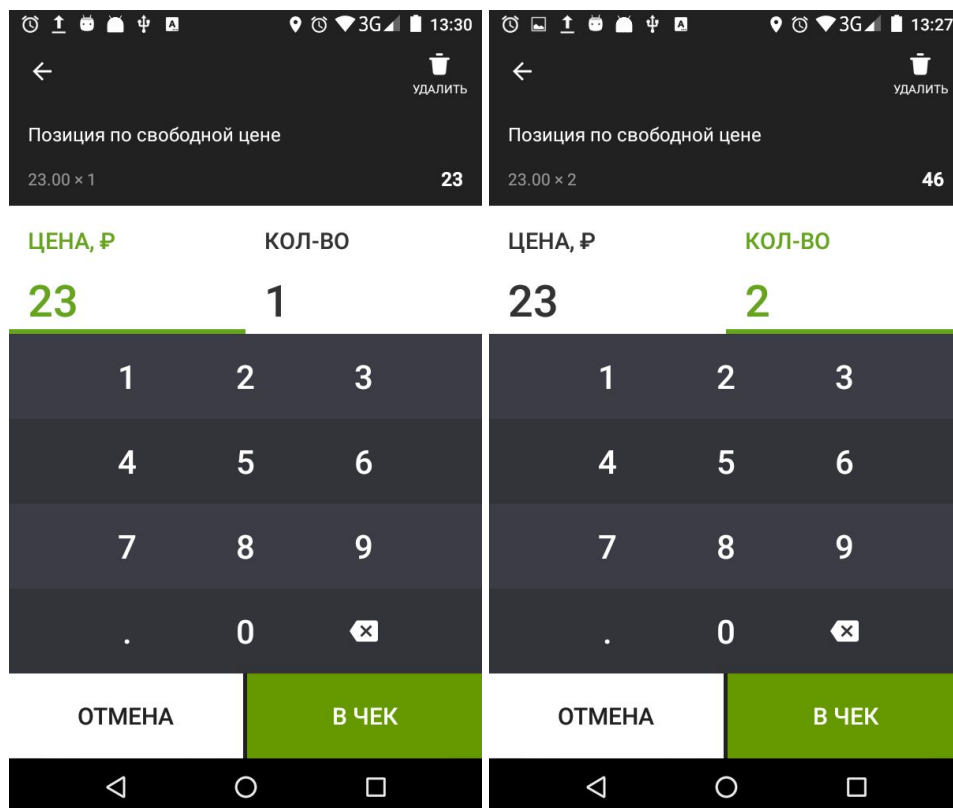 3G 13:30
УДАЛИТЬ
Позиция по свободной цене
23.00 × 1 23
ЦЕНА, ₽ КОЛ-ВО
23 1
1 2 3
4 5 6
7 8 9
. 0
ОТМЕНА В ЧЕК
3G 13:27
УДАЛИТЬ
Позиция по свободной цене
23.00 × 2 46
ЦЕНА, ₽ КОЛ-ВО
23 2
1 2 3
4 5 6
7 8 9
. 0
ОТМЕНА В ЧЕК